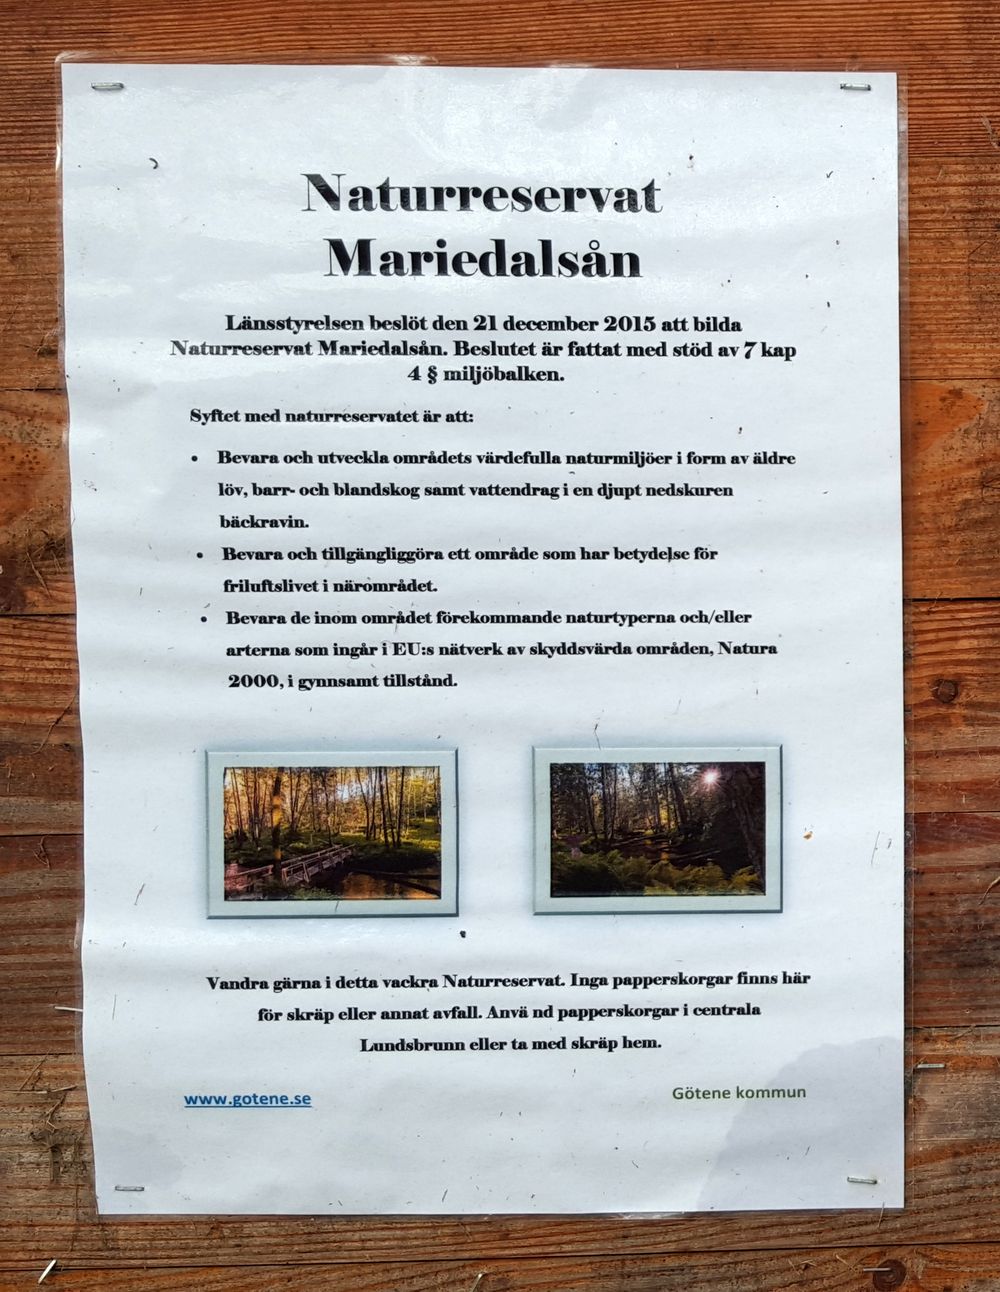 Naturreservat
Mariedalsån
Länsstyrelsen beslöt den 21 december 2015 att bilda
Naturreservat Mariedalsån. Beslutet är fattat med stöd av 7 kap
4 § miljöbalken.
Syftet med naturreservatet är att:
• Bevara och utveckla områdets värdefulla naturmiljöer i form av äldre
löv, barr- och blandskog samt vattendrag i en djupt nedskuren
bäckravin.
• Bevara och tillgängliggöra ett område som har betydelse för
friluftslivet i närområdet.
• Bevara de inom området förekommande naturtyperna och/eller
arterna som ingår i EU:s nätverk av skyddsvärda områden, Natura
2000, i gynnsamt tillstånd.
Vandra gärna i detta vackra Naturreservat. Inga papperskorgar finns här
för skräp eller annat avfall. Anvä nd papperskorgar i centrala
Lundsbrunn eller ta med skräp hem.
www.gotene.se
Götene kommun